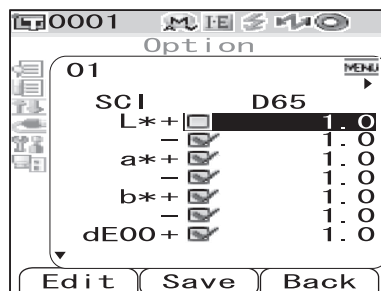 0001 M I·E
Option
01 MENU
SCI D65
L*+ 1.0
- 1.0
a*+ 1.0
- 1.0
b*+ 1.0
- 1.0
dE00+ 1.0
Edit Save Back